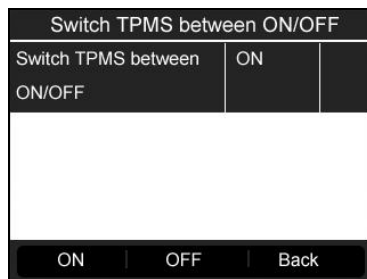 Switch TPMS between ON/OFF
Switch TPMS between ON
ON/OFF
ON OFF Back